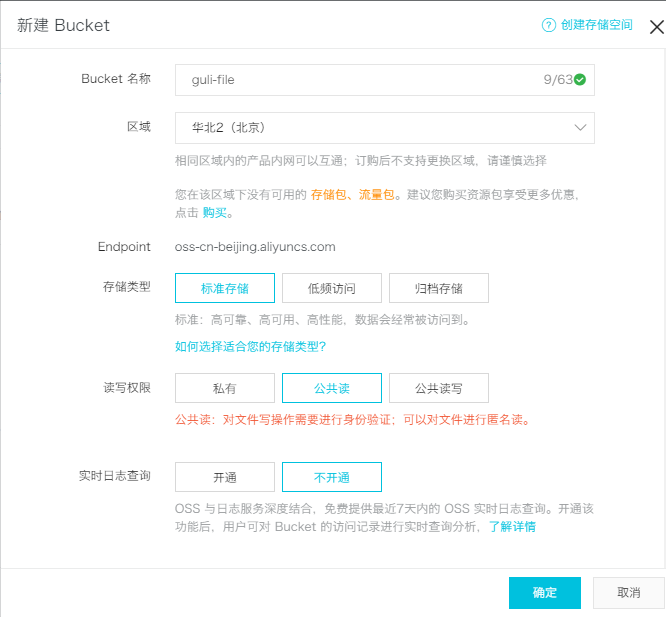 新建 Bucket
? 创建存储空间
Bucket 名称
guli-file
9/63
区域
华北2（北京）
相同区域内的产品内网可以互通；订购后不支持更换区域，请谨慎选择
您在该区域下没有可用的 存储包、流量包。建议您购买资源包享受更多优惠，
点击 购买。
Endpoint
oss-cn-beijing.aliyuncs.com
存储类型
标准存储
低频访问
归档存储
标准：高可靠、高可用、高性能，数据会经常被访问到。
如何选择适合您的存储类型?
读写权限
私有
公共读
公共读写
公共读：对文件写操作需要进行身份验证；可以对文件进行匿名读。
实时日志查询
开通
不开通
OSS 与日志服务深度结合，免费提供最近7天内的 OSS 实时日志查询。开通该
功能后，用户可对 Bucket 的访问记录进行实时查询分析，了解详情
确定
取消